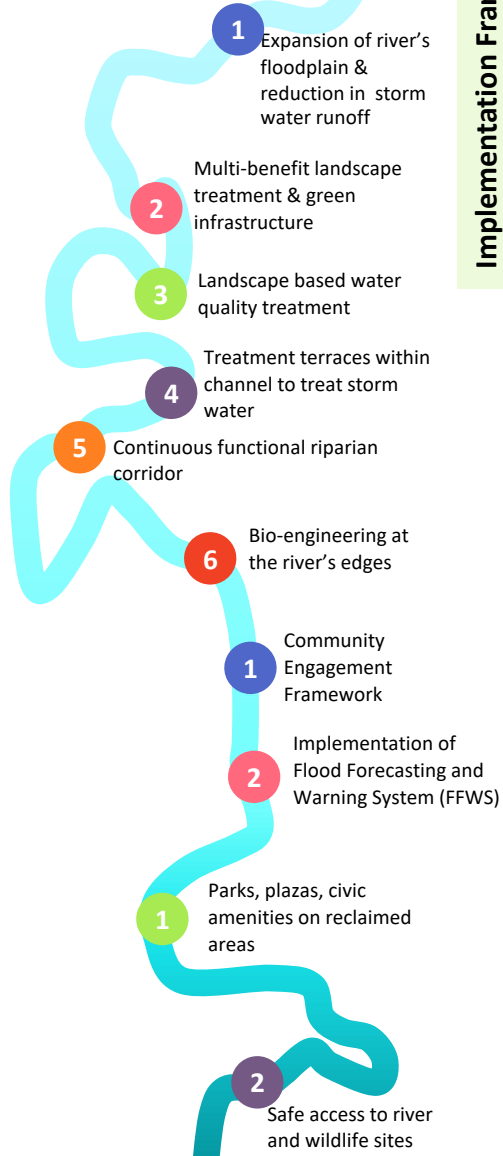 1
Expansion of river's
floodplain &
reduction in storm
water runoff
Implementation Fra
2
Multi-benefit landscape
treatment & green
infrastructure
3
Landscape based water
quality treatment
4
Treatment terraces within
channel to treat storm
water
5
Continuous functional riparian
corridor
6
Bio-engineering at
the river's edges
1
Community
Engagement
Framework
2
Implementation of
Flood Forecasting and
Warning System (FFWS)
1
Parks, plazas, civic
amenities on reclaimed
areas
2
Safe access to river
and wildlife sites